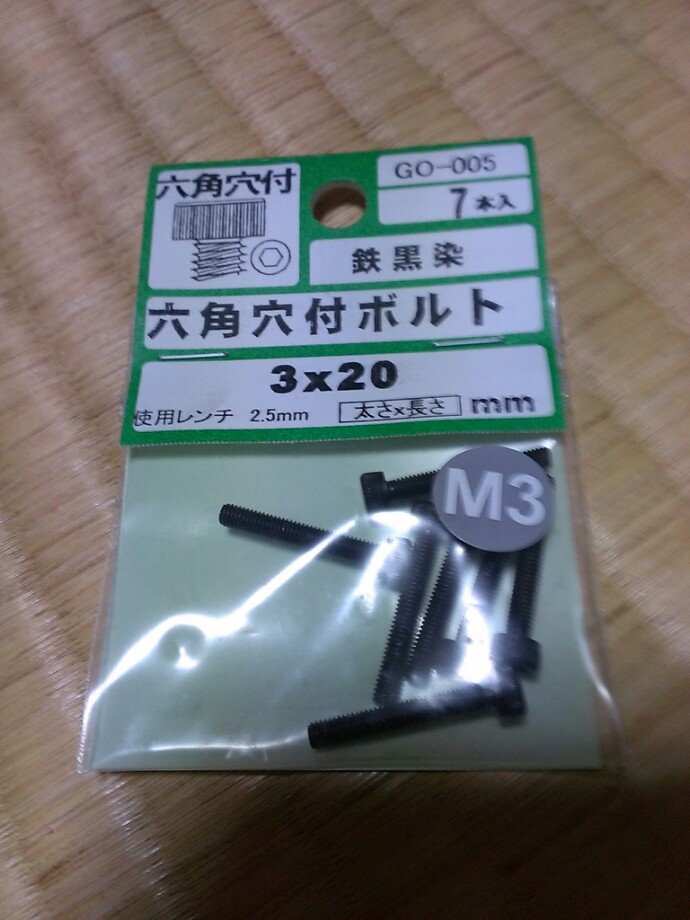 六角穴付
GO-005
7本入
鉄黒染
六角穴付ボルト
3x20
使用レンチ 2.5mm 太さx長さ mm
M3